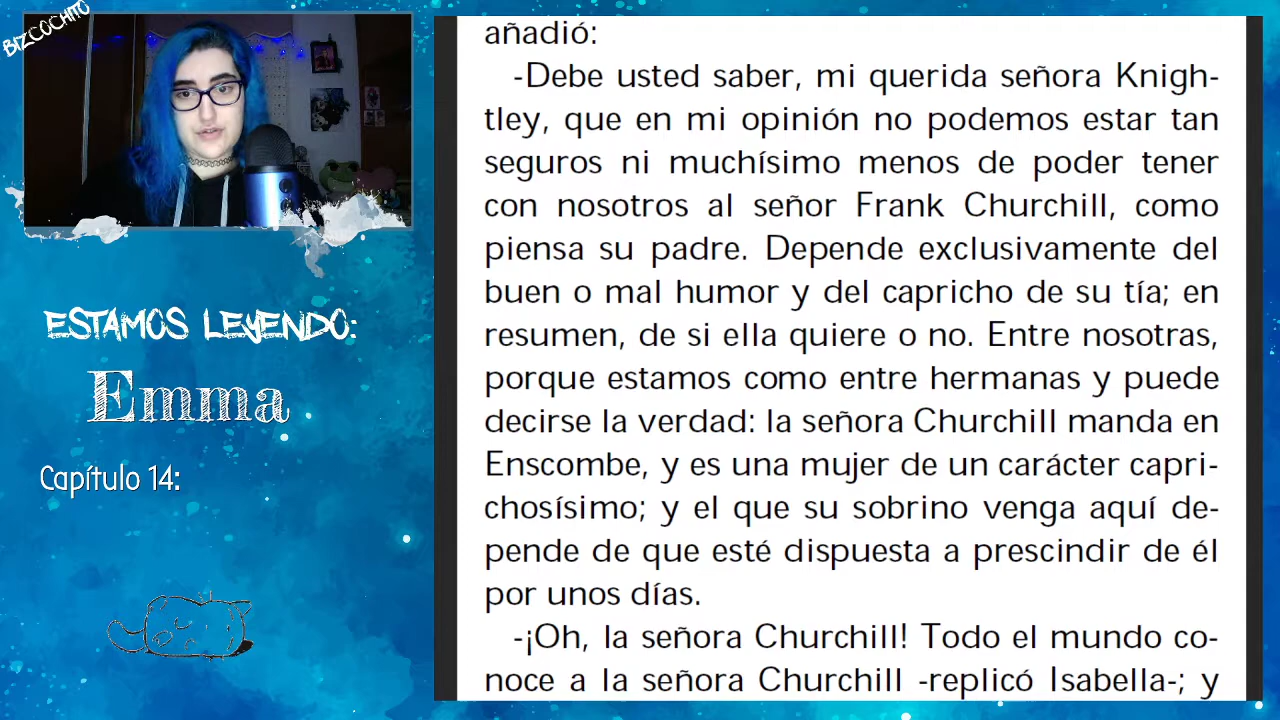 BIZCOCHITO
ESTAMOS LEYENDO:
Emma
Capítulo 14:
añadió:
-Debe usted saber, mi querida señora Knigh-
tley, que en mi opinión no podemos estar tan
seguros ni muchísimo menos de poder tener
con nosotros al señor Frank Churchill, como
piensa su padre. Depende exclusivamente del
buen o mal humor y del capricho de su tía; en
resumen, de si ella quiere o no. Entre nosotras,
porque estamos como entre hermanas y puede
decirse la verdad: la señora Churchill manda en
Enscombe, y es una mujer de un carácter capri-
chosísimo; y el que su sobrino venga aquí de-
pende de que esté dispuesta a prescindir de él
por unos días.
-¡Oh, la señora Churchill! Todo el mundo co-
noce a la señora Churchill -replicó Isabella-; y